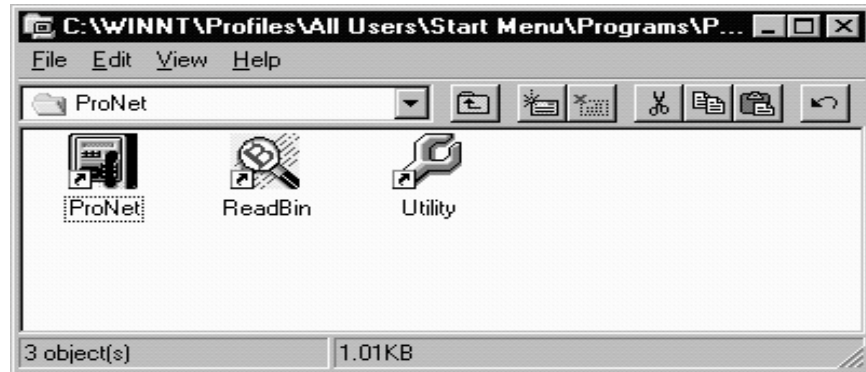 C:\WINNT\Profiles\All Users\Start Menu\Programs\P...
File Edit View Help
ProNet
ProNet ReadBin Utility
3 object(s) 1.01KB